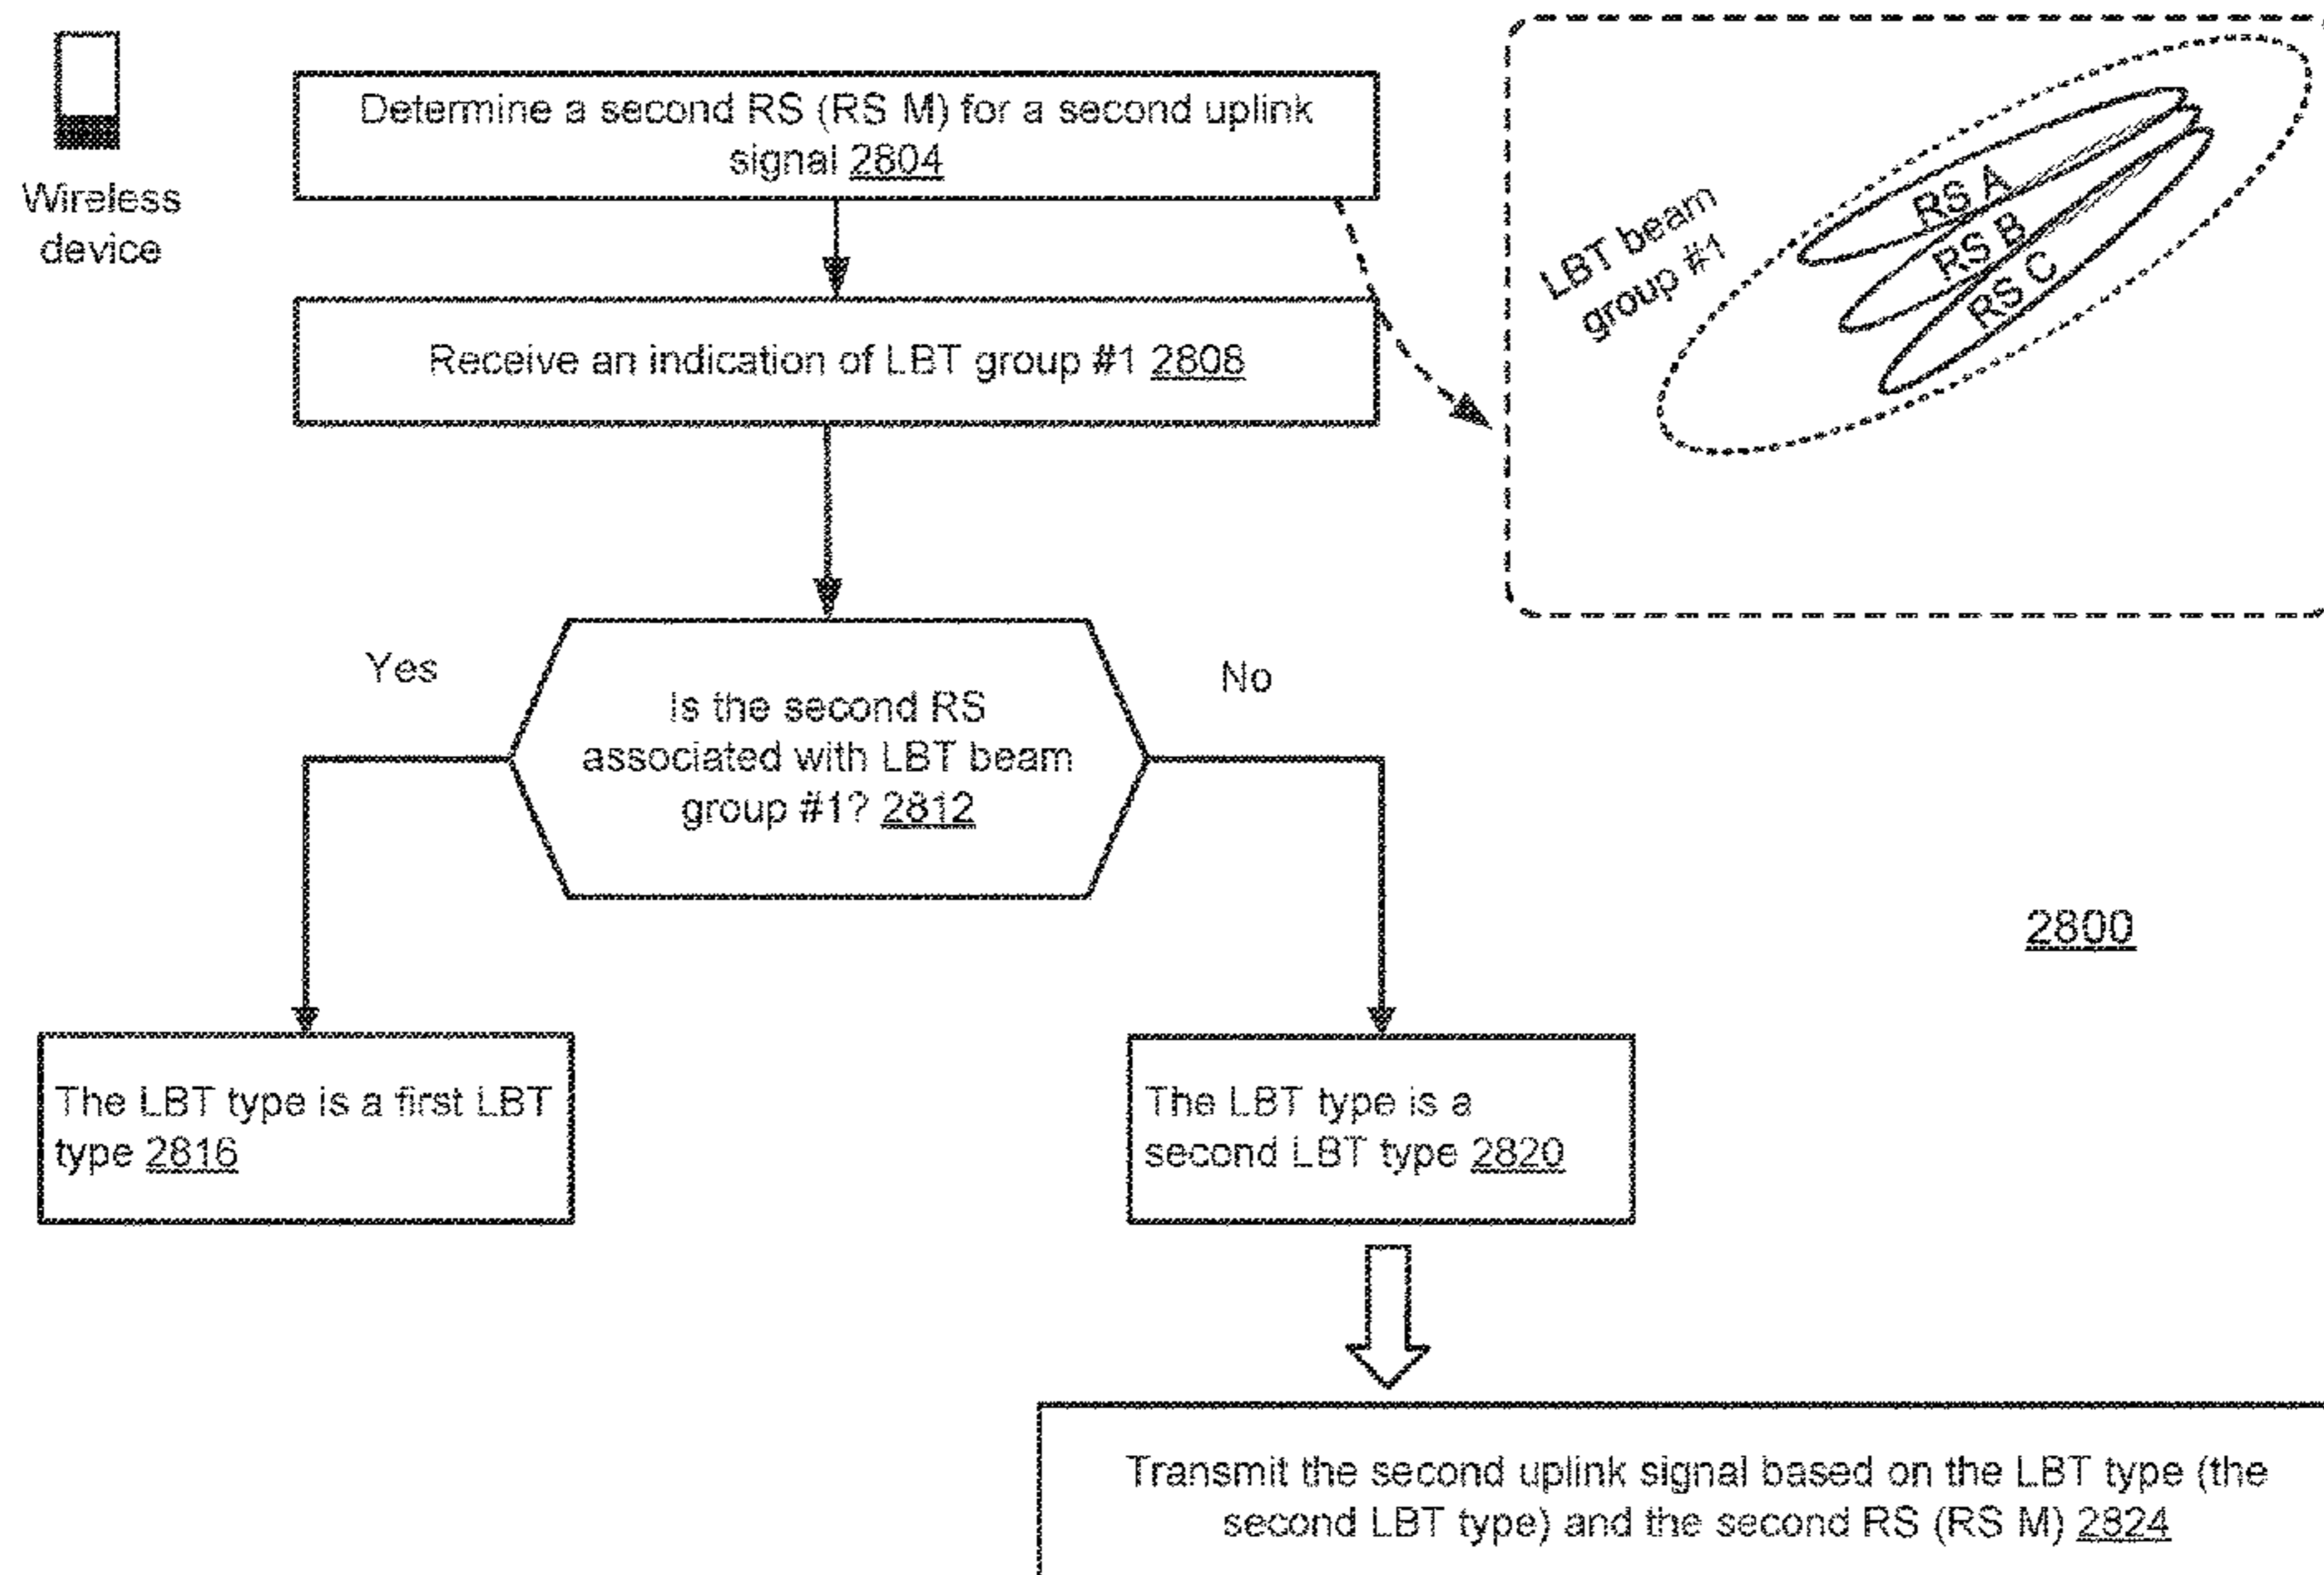 Wireless
device
Determine a second RS (RS M) for a second uplink
signal 2804
Receive an indication of LBT group #1 2808
LBT beam
group #1
RS A
RS B
RS C
Yes
No
Is the second RS
associated with LBT beam
group #1? 2812
2800
The LBT type is a first LBT
type 2816
The LBT type is a
second LBT type 2820
Transmit the second uplink signal based on the LBT type (the
second LBT type) and the second RS (RS M) 2824